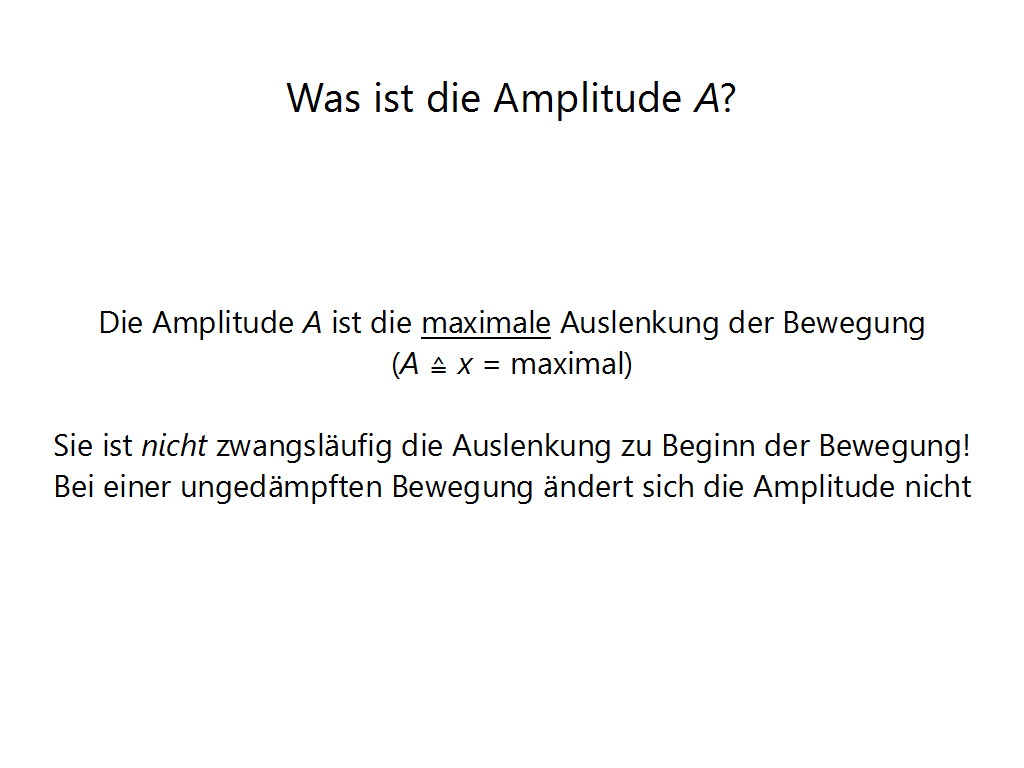 Was ist die Amplitude A?
Die Amplitude A ist die maximale Auslenkung der Bewegung
(A ≙ x = maximal)
Sie ist nicht zwangsläufig die Auslenkung zu Beginn der Bewegung!
Bei einer ungedämpften Bewegung ändert sich die Amplitude nicht